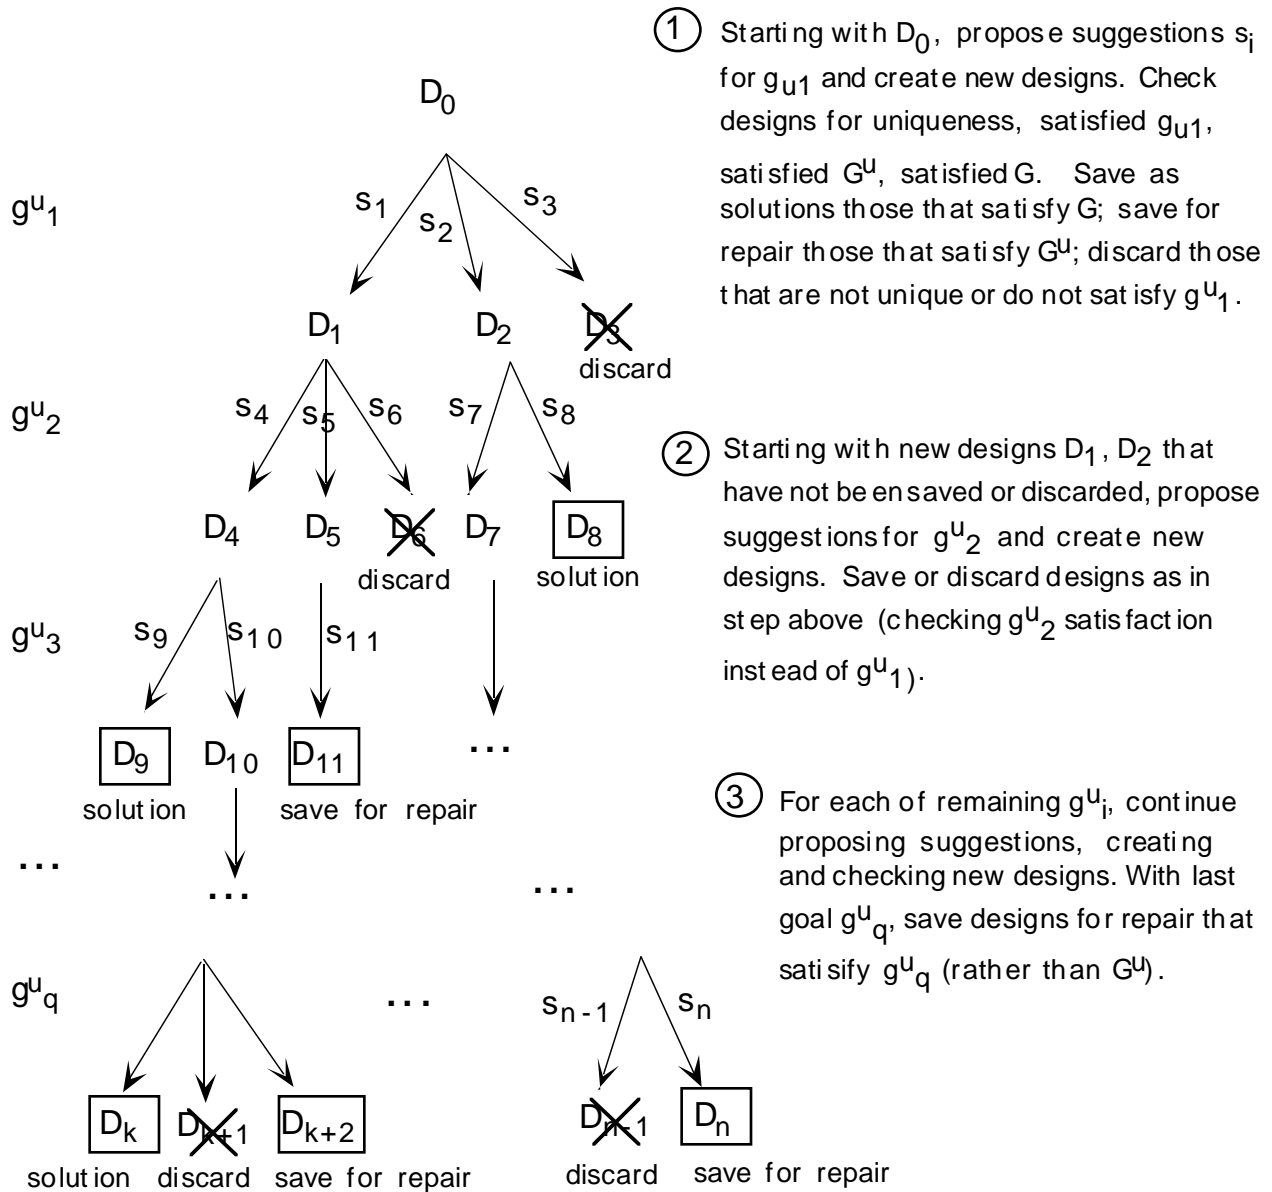 ① Starting with D₀, propose suggestions sᵢ
for g_u1 and create new designs. Check
designs for uniqueness, satisfied g_u1,
satisfied Gᵘ, satisfied G. Save as
solutions those that satisfy G; save for
repair those that satisfy Gᵘ; discard those
that are not unique or do not satisfy gᵘ₁.
D₀
gᵘ₁
s₁ s₂ s₃
D₁ D₂ D₃
discard
gᵘ₂
s₄ s₅ s₆ s₇ s₈
② Starting with new designs D₁, D₂ that
have not been saved or discarded, propose
suggestions for gᵘ₂ and create new
designs. Save or discard designs as in
step above (checking gᵘ₂ satisfaction
instead of gᵘ₁).
D₄ D₅ D₆ D₇ D₈
discard solution
gᵘ₃
s₉ s₁₀ s₁₁
D₉ D₁₀ D₁₁ ...
solution save for repair
③ For each of remaining gᵘᵢ, continue
proposing suggestions, creating
and checking new designs. With last
goal gᵘ_q, save designs for repair that
satisfy gᵘ_q (rather than Gᵘ).
... ... ...
gᵘ_q
... sₙ₋₁ sₙ
Dₖ Dₖ₊₁ Dₖ₊₂ Dₙ₋₁ Dₙ
solution discard save for repair discard save for repair